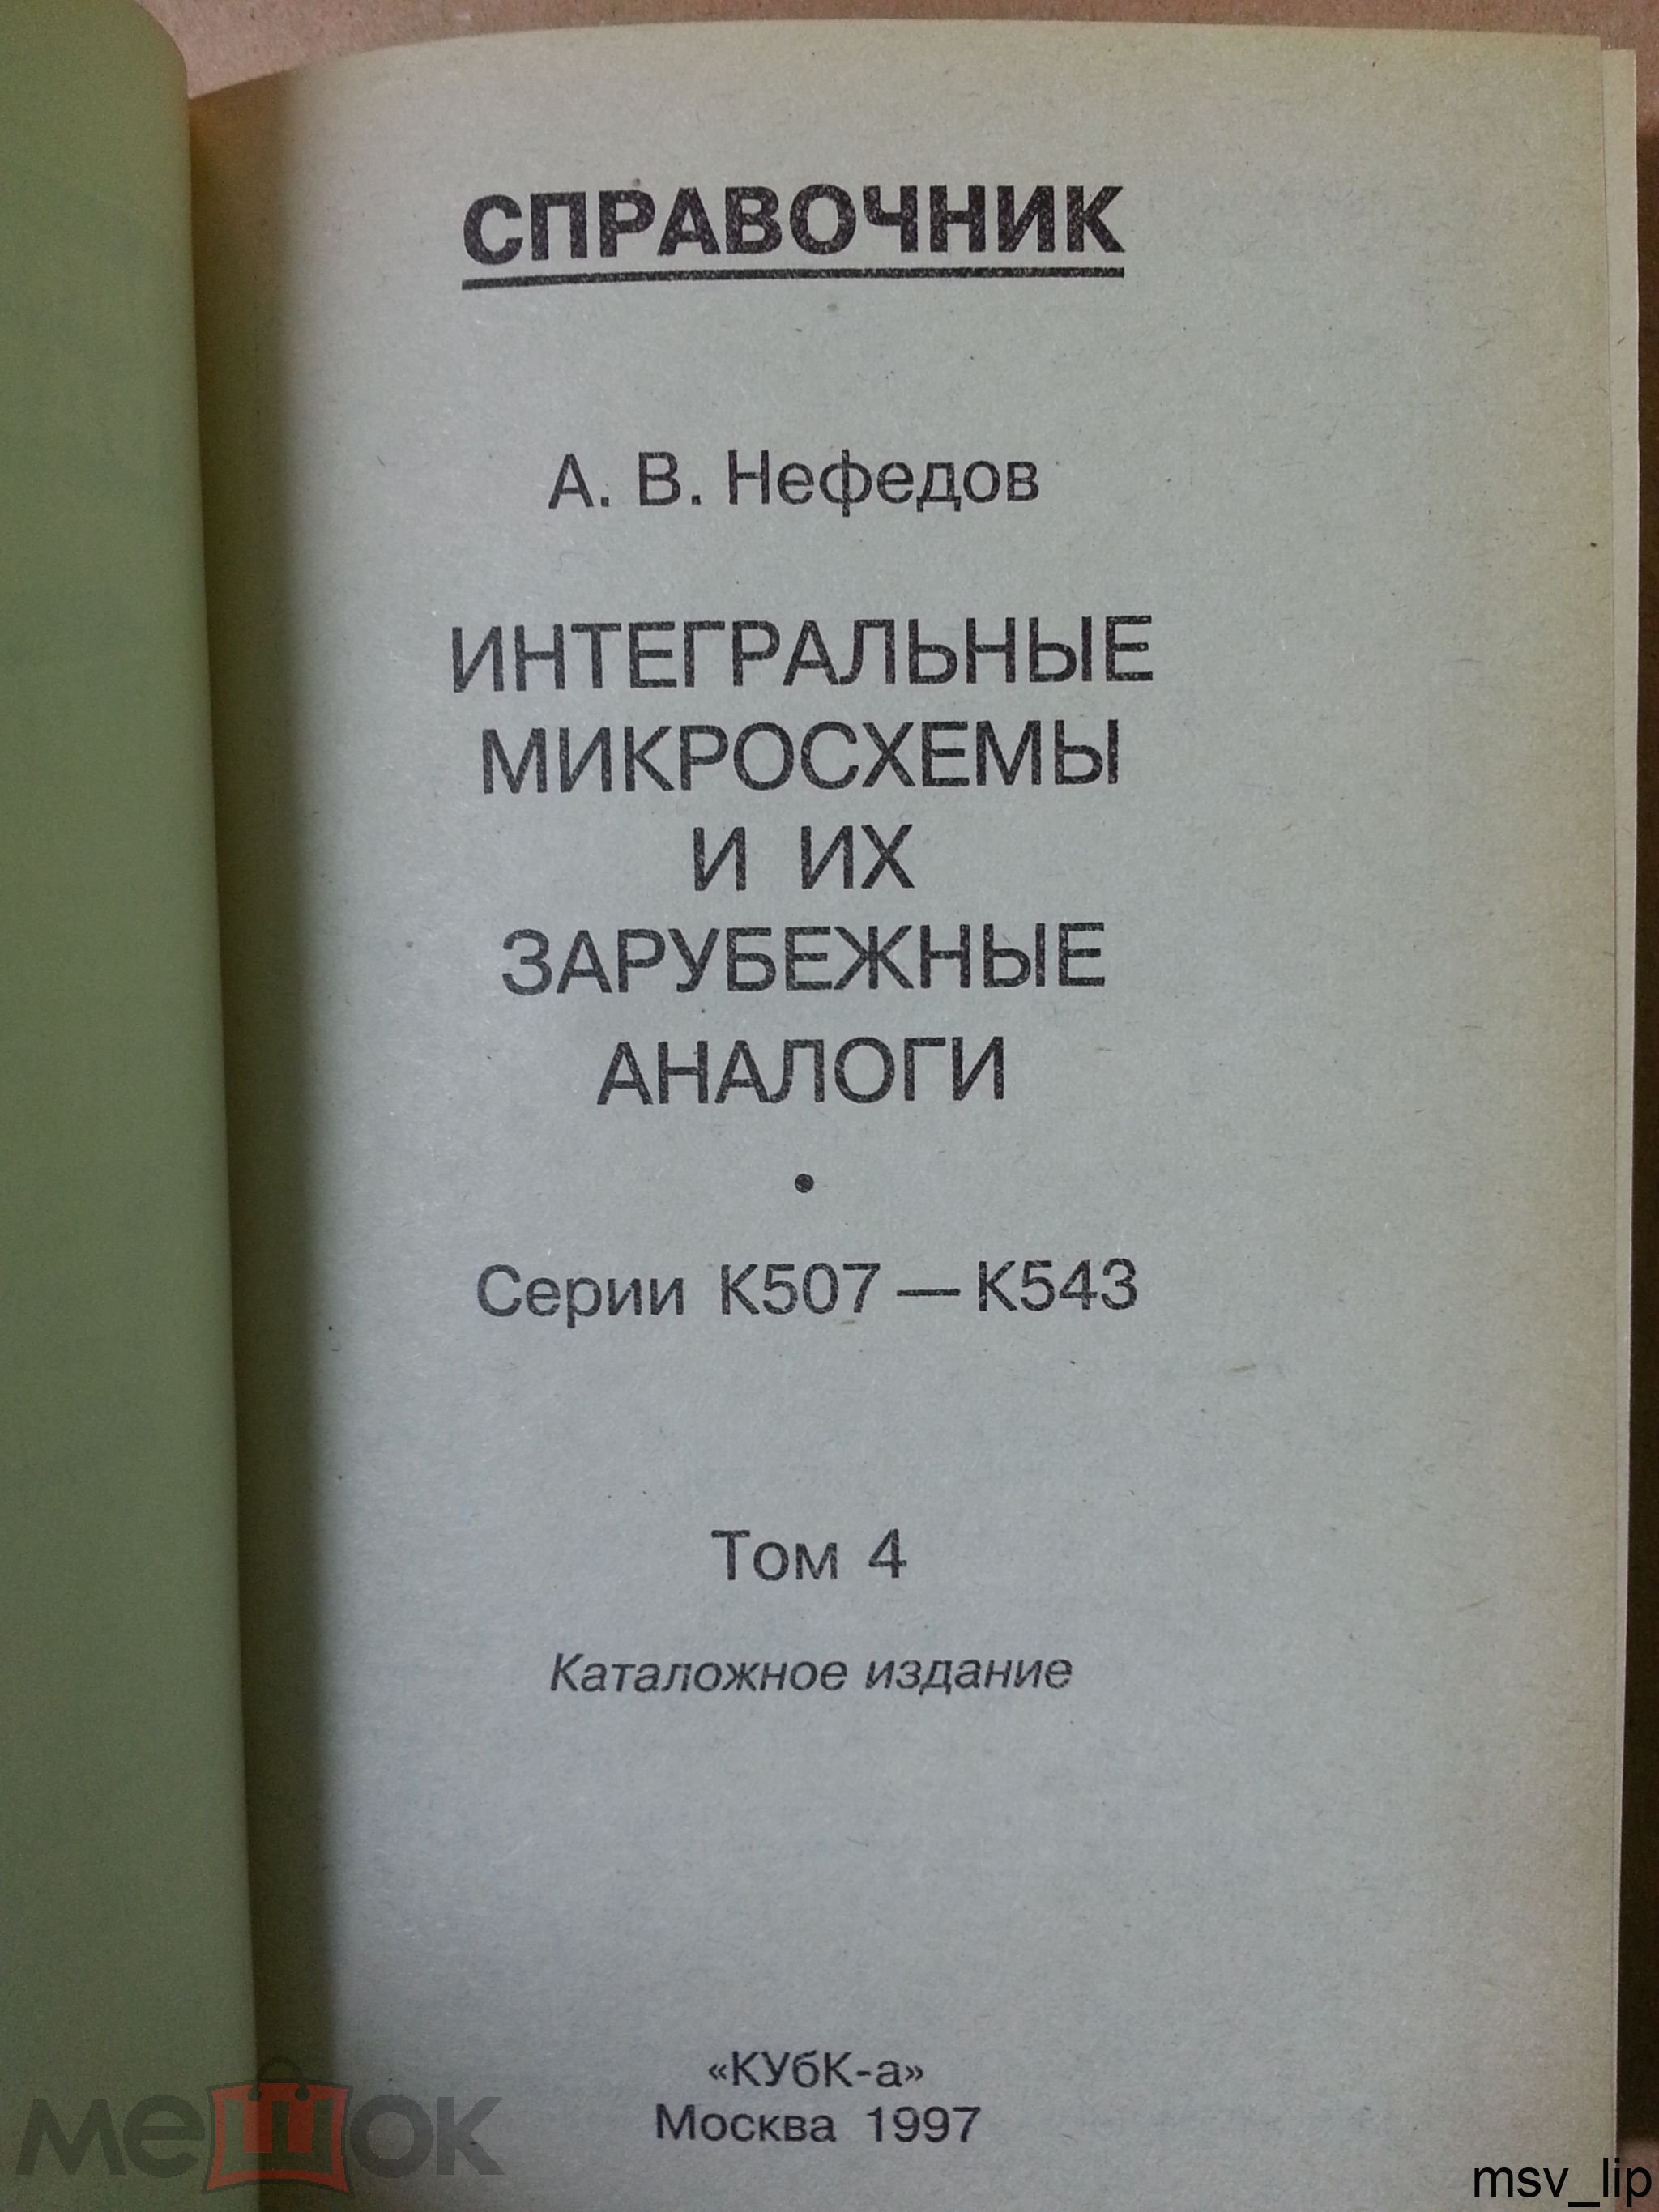 СПРАВОЧНИК
А. В. Нефедов
ИНТЕГРАЛЬНЫЕ
МИКРОСХЕМЫ
И ИХ
ЗАРУБЕЖНЫЕ
АНАЛОГИ
•
Серии К507 — К543
Том 4
Каталожное издание
«КУбК-а»
Москва 1997
мешок
msv_lip